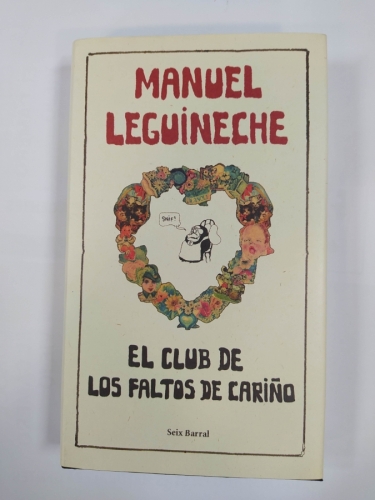 MANUEL
LEGUINECHE
EL CLUB DE
LOS FALTOS DE CARIÑO
Seix Barral